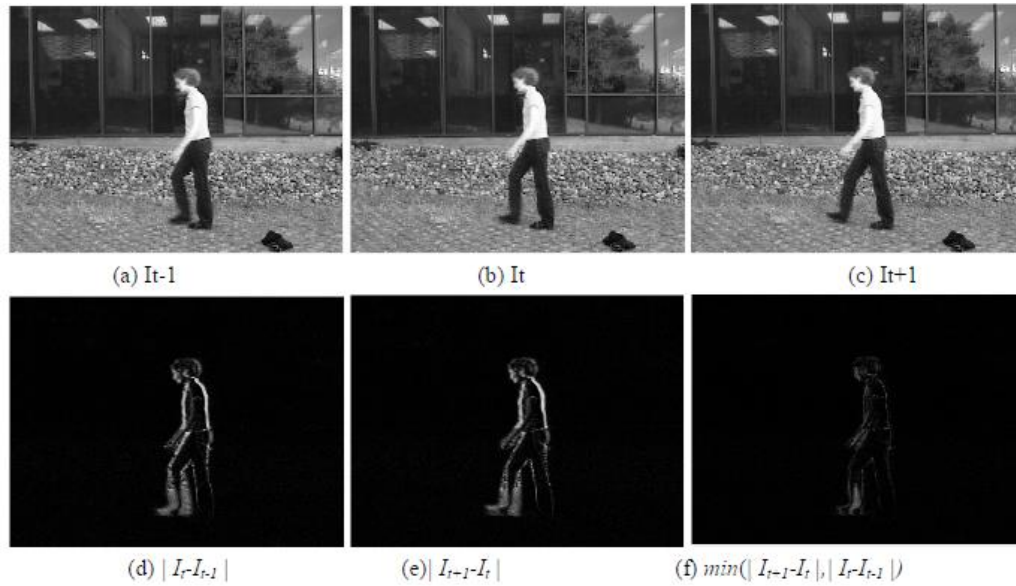 (a) It-1
(b) It
(c) It+1
(d) | It-It-1 |
(e)| It+1-It |
(f) min(| It+1-It |,| It-It-1 |)